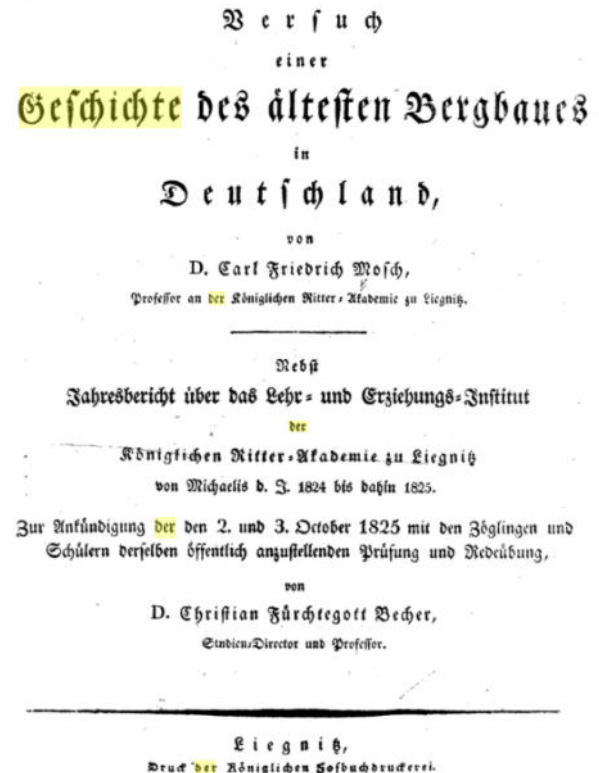 Versuch
einer
Geschichte des ältesten Bergbaues
in
Deutschland,
von
D. Carl Friedrich Mosch,
Professor an der Königlichen Ritter-Akademie zu Liegnitz.
Nebst
Jahresbericht über das Lehr- und Erziehungs-Institut
der
Königlichen Ritter-Akademie zu Liegnitz
von Michaelis d. J. 1824 bis dahin 1825.
Zur Ankündigung der den 2. und 3. October 1825 mit den Zöglingen und
Schülern derselben öffentlich anzustellenden Prüfung und Redeübung,
von
D. Christian Fürchtegott Becher,
Studien-Director und Professor.
Liegnitz,
Druck der Königlichen Hofbuchdruckerei.